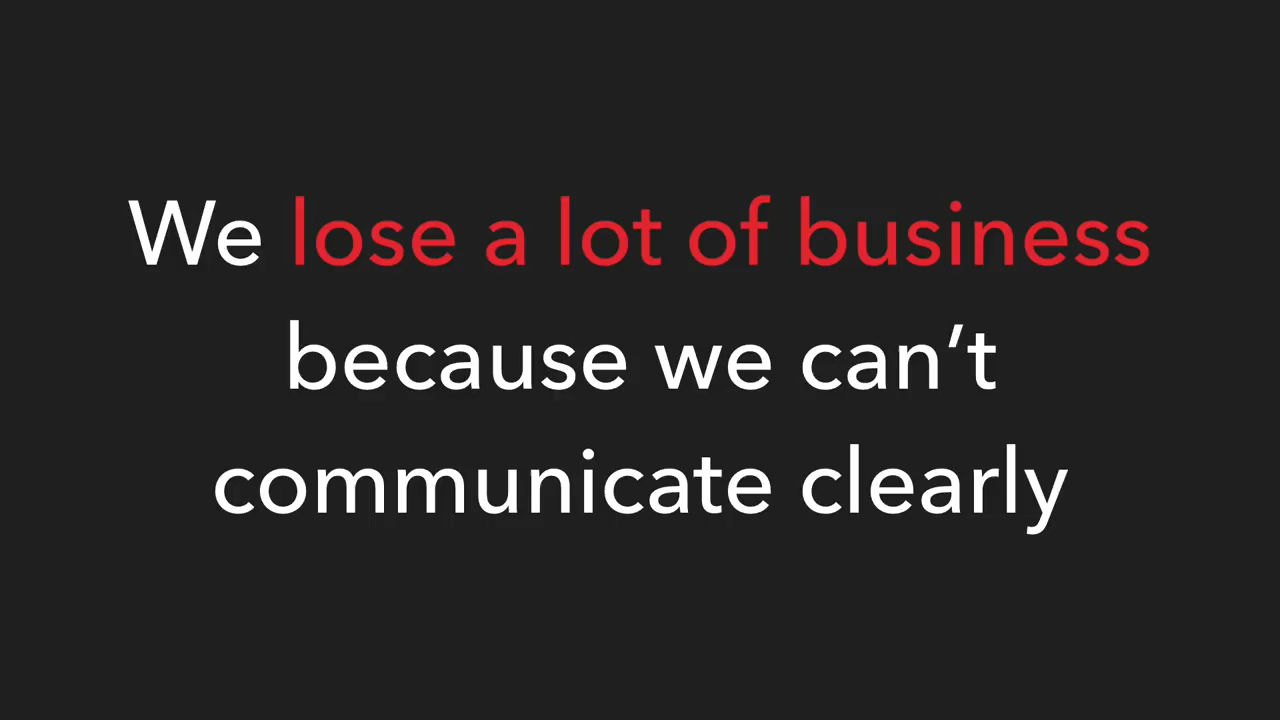 We lose a lot of business
because we can’t
communicate clearly